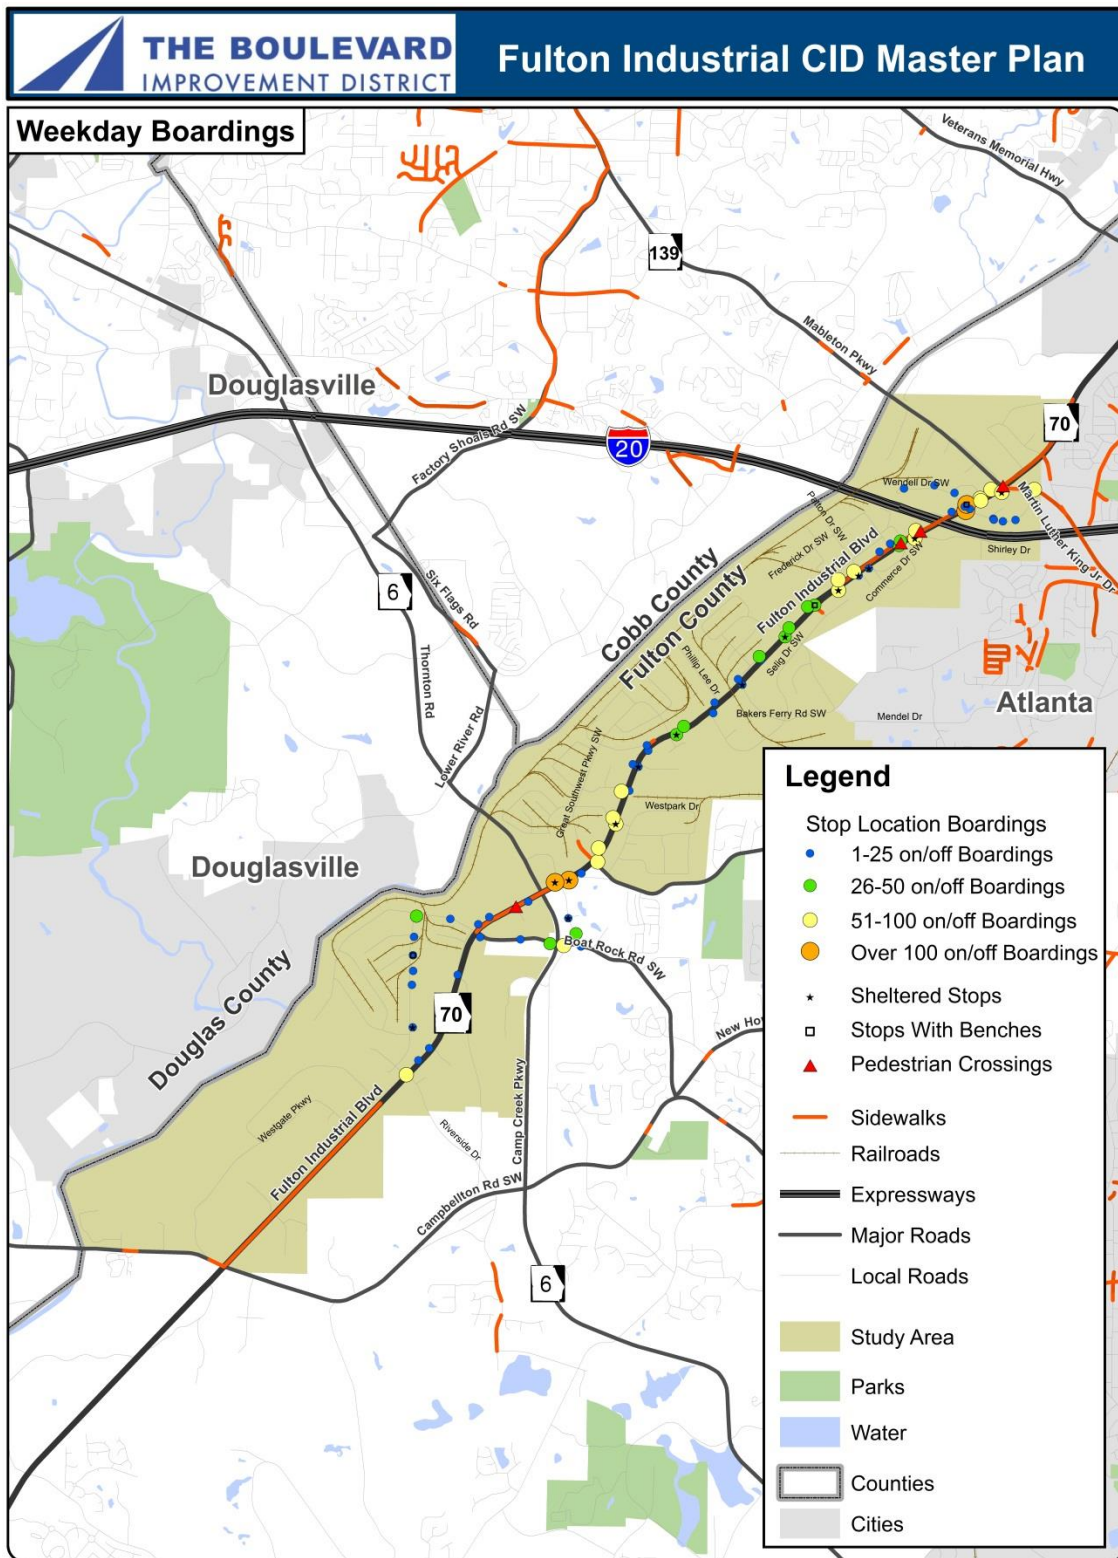 THE BOULEVARD
IMPROVEMENT DISTRICT
Fulton Industrial CID Master Plan
Weekday Boardings
Veterans Memorial Hwy
139
Mableton Pkwy
Douglasville
70
Factory Shoals Rd SW
20
Wendell Dr SW
Patton Dr SW
Martin Luther King Jr Dr
Frederick Dr SW
Fulton Industrial Blvd
Commerce Dr SW
Shirley Dr
Six Flags Rd
6
Cobb County
Fulton County
Thornton Rd
Phillip Lee Dr
Selig Dr SW
Lower River Rd
Bakers Ferry Rd SW
Mendel Dr
Atlanta
Great Southwest Pkwy SW
Westpark Dr
Douglasville
Boat Rock Rd SW
Douglas County
70
New Ho
Camp Creek Pkwy
Westgate Pkwy
Fulton Industrial Blvd
Riverside Dr
Campbellton Rd SW
6
Legend
Stop Location Boardings
1-25 on/off Boardings
26-50 on/off Boardings
51-100 on/off Boardings
Over 100 on/off Boardings
Sheltered Stops
Stops With Benches
Pedestrian Crossings
Sidewalks
Railroads
Expressways
Major Roads
Local Roads
Study Area
Parks
Water
Counties
Cities